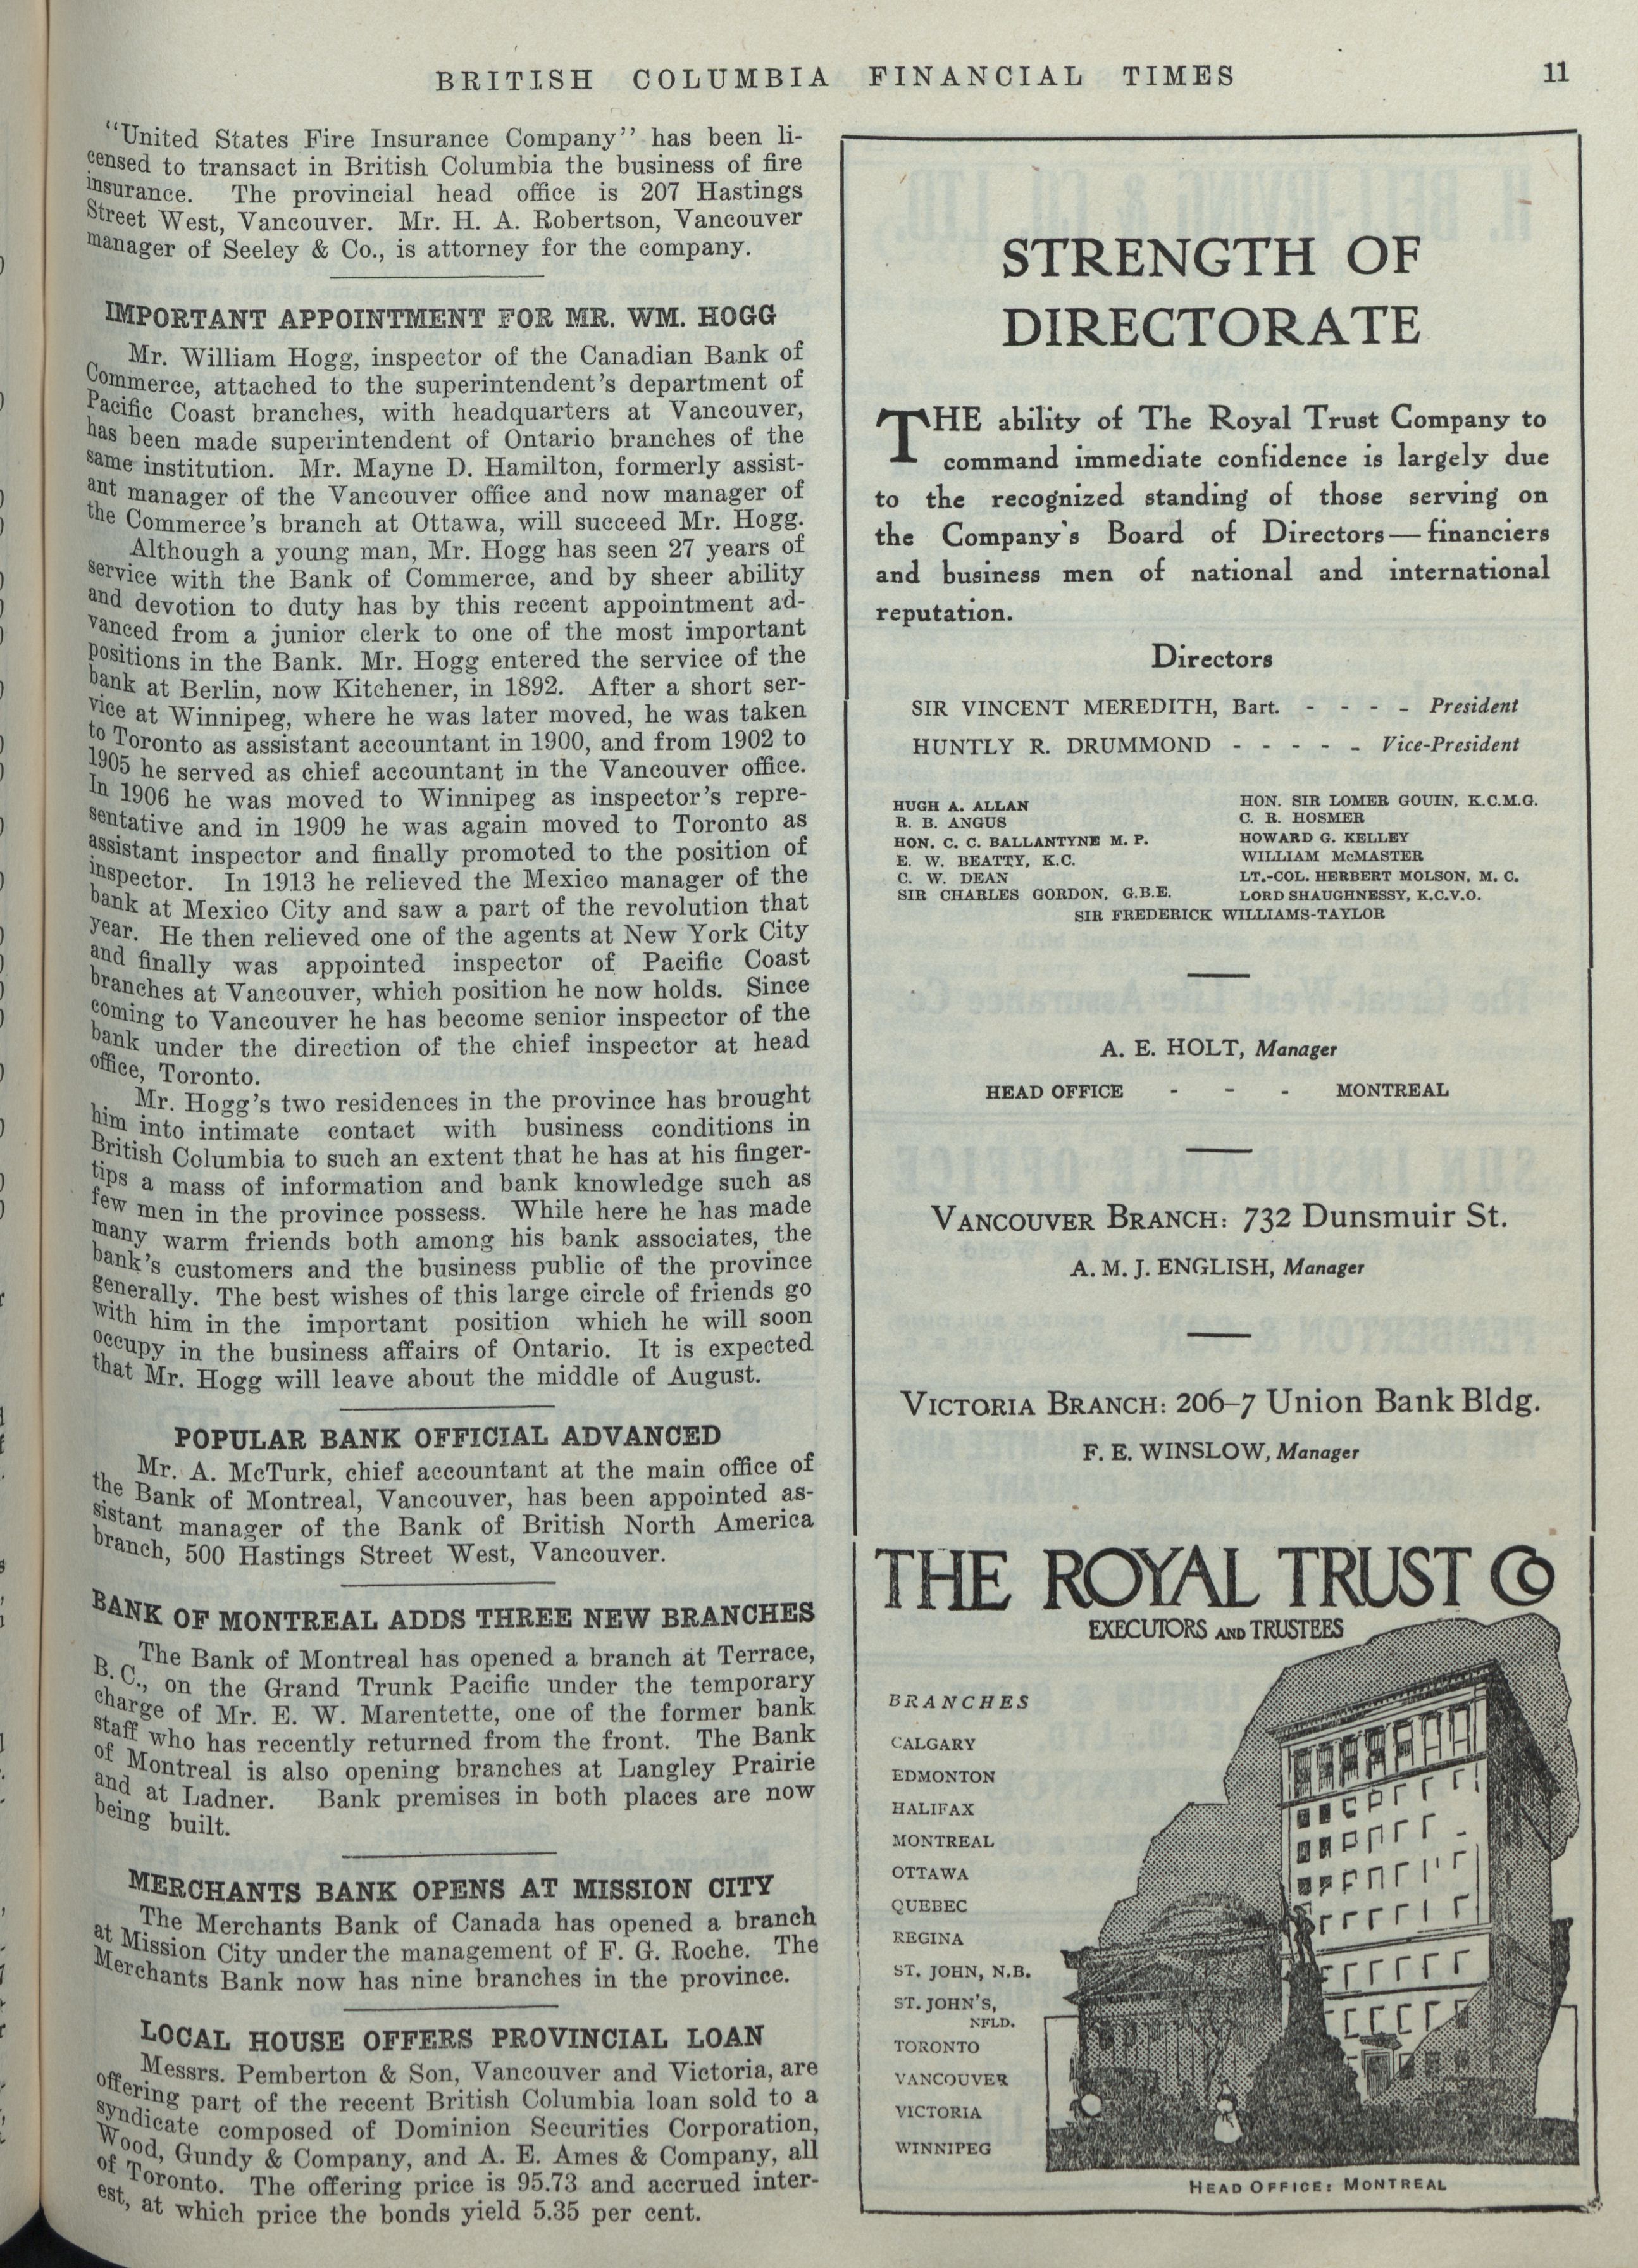 BRITISH COLUMBIA FINANCIAL TIMES
11
"United States Fire Insurance Company" has been li-
censed to transact in British Columbia the business of fire
insurance. The provincial head office is 207 Hastings
Street West, Vancouver. Mr. H. A. Robertson, Vancouver
manager of Seeley & Co., is attorney for the company.
IMPORTANT APPOINTMENT FOR MR. WM. HOGG
Mr. William Hogg, inspector of the Canadian Bank of
Commerce, attached to the superintendent's department of
Pacific Coast branches, with headquarters at Vancouver,
has been made superintendent of Ontario branches of the
same institution. Mr. Mayne D. Hamilton, formerly assist-
ant manager of the Vancouver office and now manager of
the Commerce's branch at Ottawa, will succeed Mr. Hogg.
Although a young man, Mr. Hogg has seen 27 years of
service with the Bank of Commerce, and by sheer ability
and devotion to duty has by this recent appointment ad-
vanced from a junior clerk to one of the most important
positions in the Bank. Mr. Hogg entered the service of the
bank at Berlin, now Kitchener, in 1892. After a short ser-
vice at Winnipeg, where he was later moved, he was taken
to Toronto as assistant accountant in 1900, and from 1902 to
1905 he served as chief accountant in the Vancouver office.
In 1906 he was moved to Winnipeg as inspector's repre-
sentative and in 1909 he was again moved to Toronto as
assistant inspector and finally promoted to the position of
inspector. In 1913 he relieved the Mexico manager of the
bank at Mexico City and saw a part of the revolution that
year. He then relieved one of the agents at New York City
and finally was appointed inspector of Pacific Coast
branches at Vancouver, which position he now holds. Since
coming to Vancouver he has become senior inspector of the
bank under the direction of the chief inspector at head
office, Toronto.
Mr. Hogg's two residences in the province has brought
him into intimate contact with business conditions in
British Columbia to such an extent that he has at his finger-
tips a mass of information and bank knowledge such as
few men in the province possess. While here he has made
many warm friends both among his bank associates, the
bank's customers and the business public of the province
generally. The best wishes of this large circle of friends go
with him in the important position which he will soon
occupy in the business affairs of Ontario. It is expected
that Mr. Hogg will leave about the middle of August.
POPULAR BANK OFFICIAL ADVANCED
Mr. A. McTurk, chief accountant at the main office of
the Bank of Montreal, Vancouver, has been appointed as-
sistant manager of the Bank of British North America
branch, 500 Hastings Street West, Vancouver.
BANK OF MONTREAL ADDS THREE NEW BRANCHES
The Bank of Montreal has opened a branch at Terrace,
B. C., on the Grand Trunk Pacific under the temporary
charge of Mr. E. W. Marentette, one of the former bank
staff who has recently returned from the front. The Bank
of Montreal is also opening branches at Langley Prairie
and at Ladner. Bank premises in both places are now
being built.
MERCHANTS BANK OPENS AT MISSION CITY
The Merchants Bank of Canada has opened a branch
at Mission City under the management of F. G. Roche. The
Merchants Bank now has nine branches in the province.
LOCAL HOUSE OFFERS PROVINCIAL LOAN
Messrs. Pemberton & Son, Vancouver and Victoria, are
offering part of the recent British Columbia loan sold to a
syndicate composed of Dominion Securities Corporation,
Wood, Gundy & Company, and A. E. Ames & Company, all
of Toronto. The offering price is 95.73 and accrued inter-
est, at which price the bonds yield 5.35 per cent.
STRENGTH OF
DIRECTORATE
THE ability of The Royal Trust Company to
command immediate confidence is largely due
to the recognized standing of those serving on
the Company's Board of Directors—financiers
and business men of national and international
reputation.
Directors
SIR VINCENT MEREDITH, Bart. - - - - President
HUNTLY R. DRUMMOND - - - - - Vice-President
HUGH A. ALLAN
R. B. ANGUS
HON. C. C. BALLANTYNE M. P.
E. W. BEATTY, K.C.
C. W. DEAN
SIR CHARLES GORDON, G.B.E.
HON. SIR LOMER GOUIN, K.C.M.G.
C. R. HOSMER
HOWARD G. KELLEY
WILLIAM McMASTER
LT.-COL. HERBERT MOLSON, M. C.
LORD SHAUGHNESSY, K.C.V.O.
SIR FREDERICK WILLIAMS-TAYLOR
A. E. HOLT, Manager
HEAD OFFICE - - - MONTREAL
VANCOUVER BRANCH: 732 Dunsmuir St.
A. M. J. ENGLISH, Manager
VICTORIA BRANCH: 206-7 Union Bank Bldg.
F. E. WINSLOW, Manager
THE ROYAL TRUST CO
EXECUTORS AND TRUSTEES
BRANCHES
CALGARY
EDMONTON
HALIFAX
MONTREAL
OTTAWA
QUEBEC
REGINA
ST. JOHN, N.B.
ST. JOHN'S,
NFLD.
TORONTO
VANCOUVER
VICTORIA
WINNIPEG
HEAD OFFICE: MONTREAL